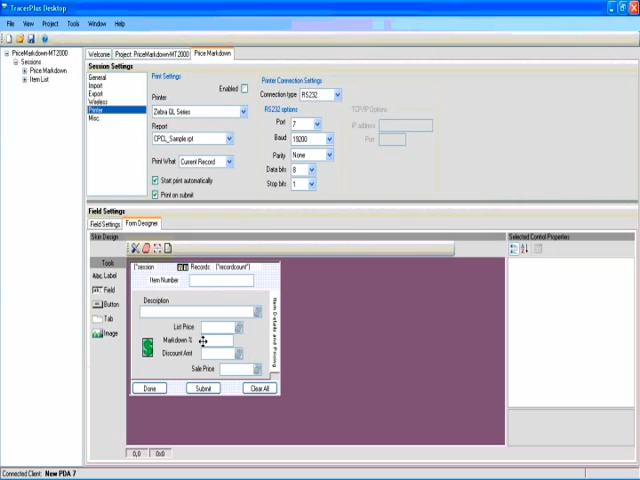 TracerPlus Desktop
File View Project Tools Window Help
PriceMarkdown-MT2000
Sessions
Price Markdown
Item List
Welcome Project: PriceMarkdown-MT2000 Price Markdown
Session Settings
General
Import
Export
Wireless
Printer
Misc.
Print Settings
Enabled
Printer
Zebra QL Series
Report
CPCL_Sample.rpt
Print What Current Record
Start print automatically
Print on submit
Printer Connection Settings
Connection type RS232
RS232 options
Port 7
Baud 19200
Parity None
Data bits 8
Stop bits 1
TCP/IP Options
IP address
Port
Field Settings
Field Settings Form Designer
Skin Design
Selected Control Properties
Tools
Abc Label
Field
Button
Tab
Image
Records: {"recordcount"}
Item Number
Description
List Price
Markdown %
Discount Amt
Sale Price
Item Details and Pricing
Done Submit Clear All
0,0 0x0
Connected Client: New PDA 7